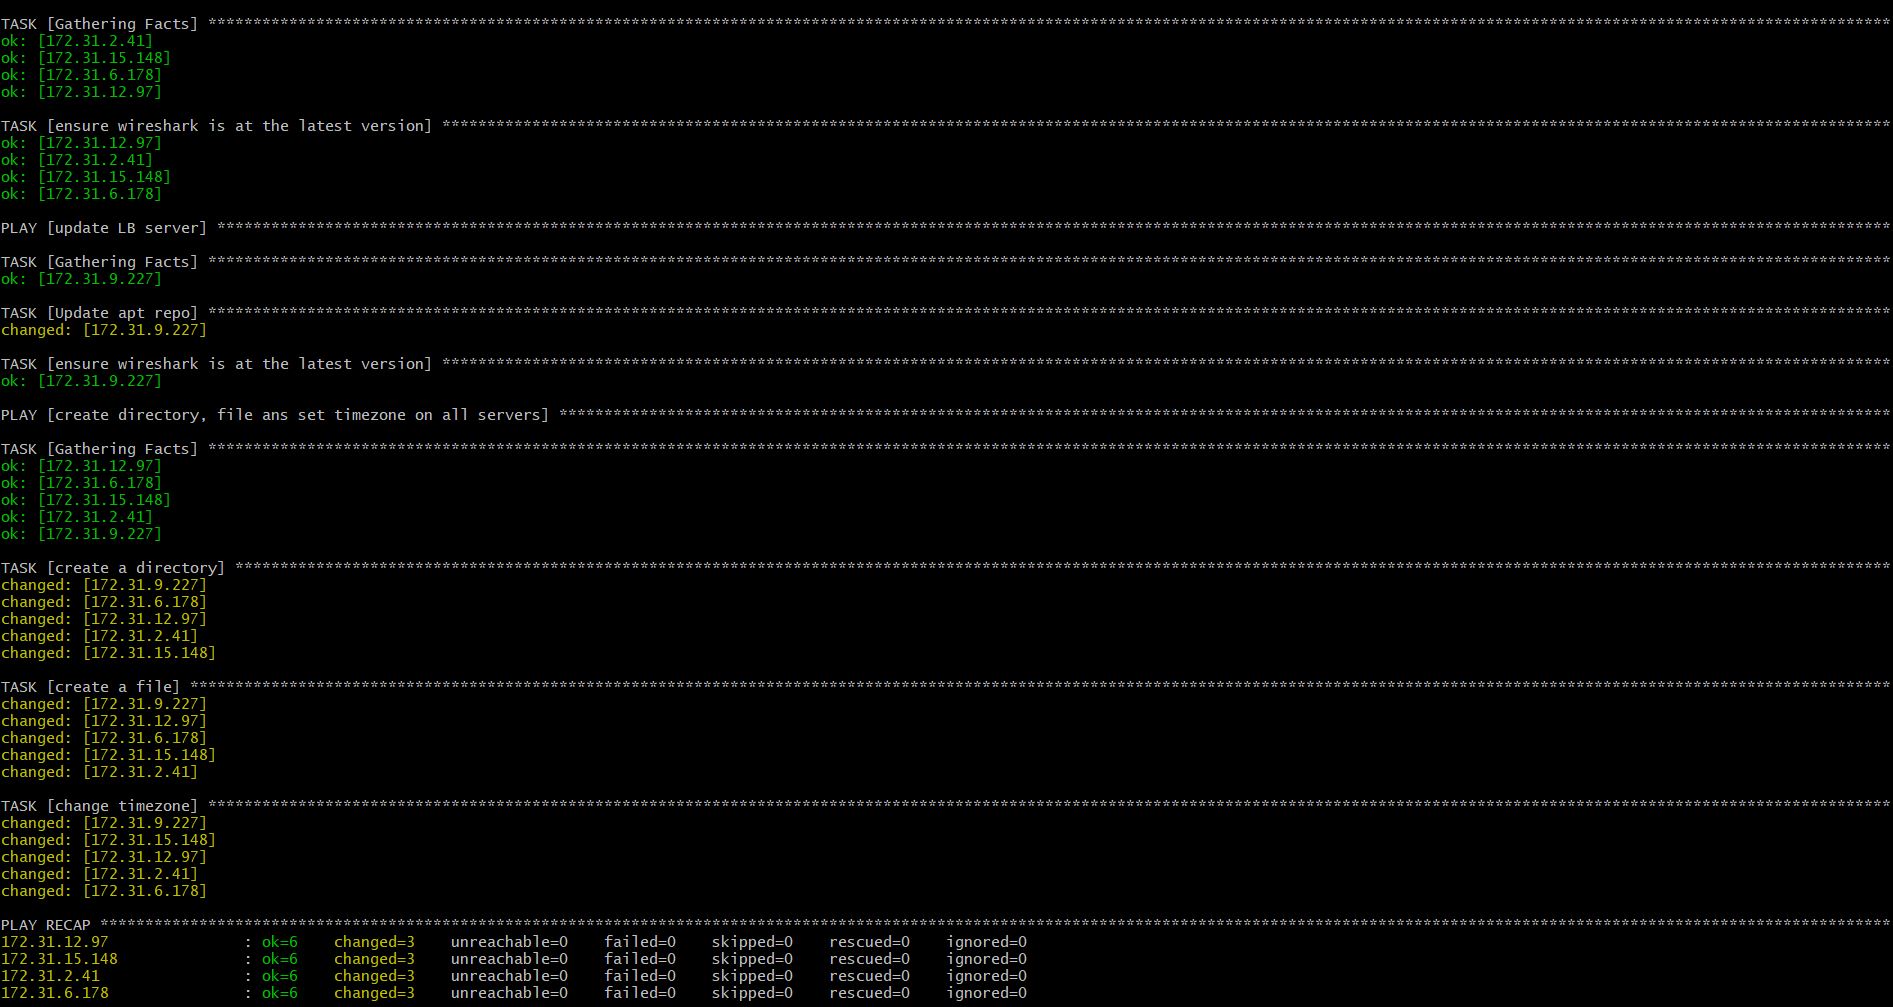 TASK [Gathering Facts] *******************************************************************************************************************************************************************************************
ok: [172.31.2.41]
ok: [172.31.15.148]
ok: [172.31.6.178]
ok: [172.31.12.97]
TASK [ensure wireshark is at the latest version] *****************************************************************************************************************************************************************
ok: [172.31.12.97]
ok: [172.31.2.41]
ok: [172.31.15.148]
ok: [172.31.6.178]
PLAY [update LB server] ******************************************************************************************************************************************************************************************
TASK [Gathering Facts] *******************************************************************************************************************************************************************************************
ok: [172.31.9.227]
TASK [Update apt repo] *******************************************************************************************************************************************************************************************
changed: [172.31.9.227]
TASK [ensure wireshark is at the latest version] *****************************************************************************************************************************************************************
ok: [172.31.9.227]
PLAY [create directory, file ans set timezone on all servers] ****************************************************************************************************************************************************
TASK [Gathering Facts] *******************************************************************************************************************************************************************************************
ok: [172.31.12.97]
ok: [172.31.6.178]
ok: [172.31.15.148]
ok: [172.31.2.41]
ok: [172.31.9.227]
TASK [create a directory] ****************************************************************************************************************************************************************************************
changed: [172.31.9.227]
changed: [172.31.6.178]
changed: [172.31.12.97]
changed: [172.31.2.41]
changed: [172.31.15.148]
TASK [create a file] *********************************************************************************************************************************************************************************************
changed: [172.31.9.227]
changed: [172.31.12.97]
changed: [172.31.6.178]
changed: [172.31.15.148]
changed: [172.31.2.41]
TASK [change timezone] *******************************************************************************************************************************************************************************************
changed: [172.31.9.227]
changed: [172.31.15.148]
changed: [172.31.12.97]
changed: [172.31.2.41]
changed: [172.31.6.178]
PLAY RECAP *******************************************************************************************************************************************************************************************************
172.31.12.97               : ok=6    changed=3    unreachable=0    failed=0    skipped=0    rescued=0    ignored=0
172.31.15.148              : ok=6    changed=3    unreachable=0    failed=0    skipped=0    rescued=0    ignored=0
172.31.2.41                : ok=6    changed=3    unreachable=0    failed=0    skipped=0    rescued=0    ignored=0
172.31.6.178               : ok=6    changed=3    unreachable=0    failed=0    skipped=0    rescued=0    ignored=0